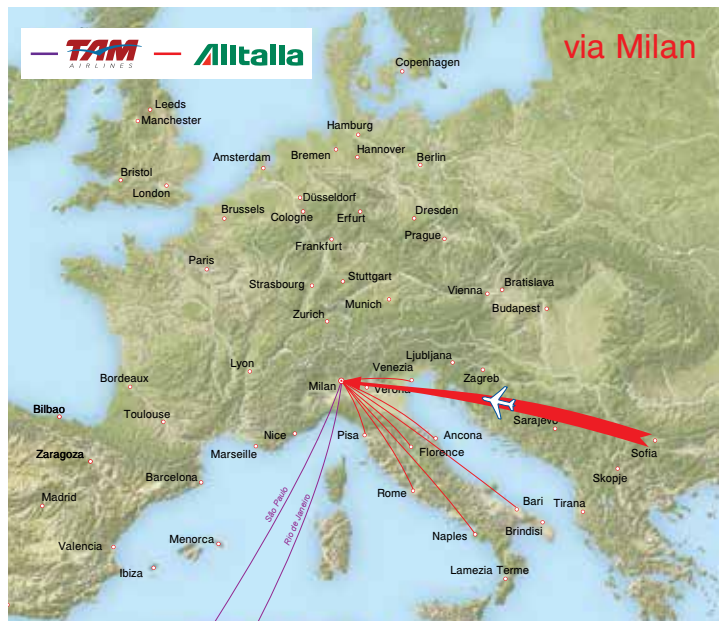 via Milan
TAM
AIRLINES
Alltalla
Copenhagen
Leeds
Manchester
Hamburg
Bremen
Hannover
Berlin
Amsterdam
Bristol
London
Düsseldorf
Brussels
Cologne
Erfurt
Dresden
Prague
Frankfurt
Paris
Strasbourg
Stuttgart
Munich
Vienna
Bratislava
Budapest
Zurich
Ljubljana
Lyon
Venezia
Zagreb
Milan
Verona
Bordeaux
Bilbao
Toulouse
Sarajevo
Nice
Pisa
Ancona
Florence
Sofia
Marseille
Zaragoza
Skopje
Barcelona
Rome
Madrid
São Paulo
Rio de Janeiro
Bari
Tirana
Brindisi
Naples
Valencia
Menorca
Ibiza
Lamezia Terme